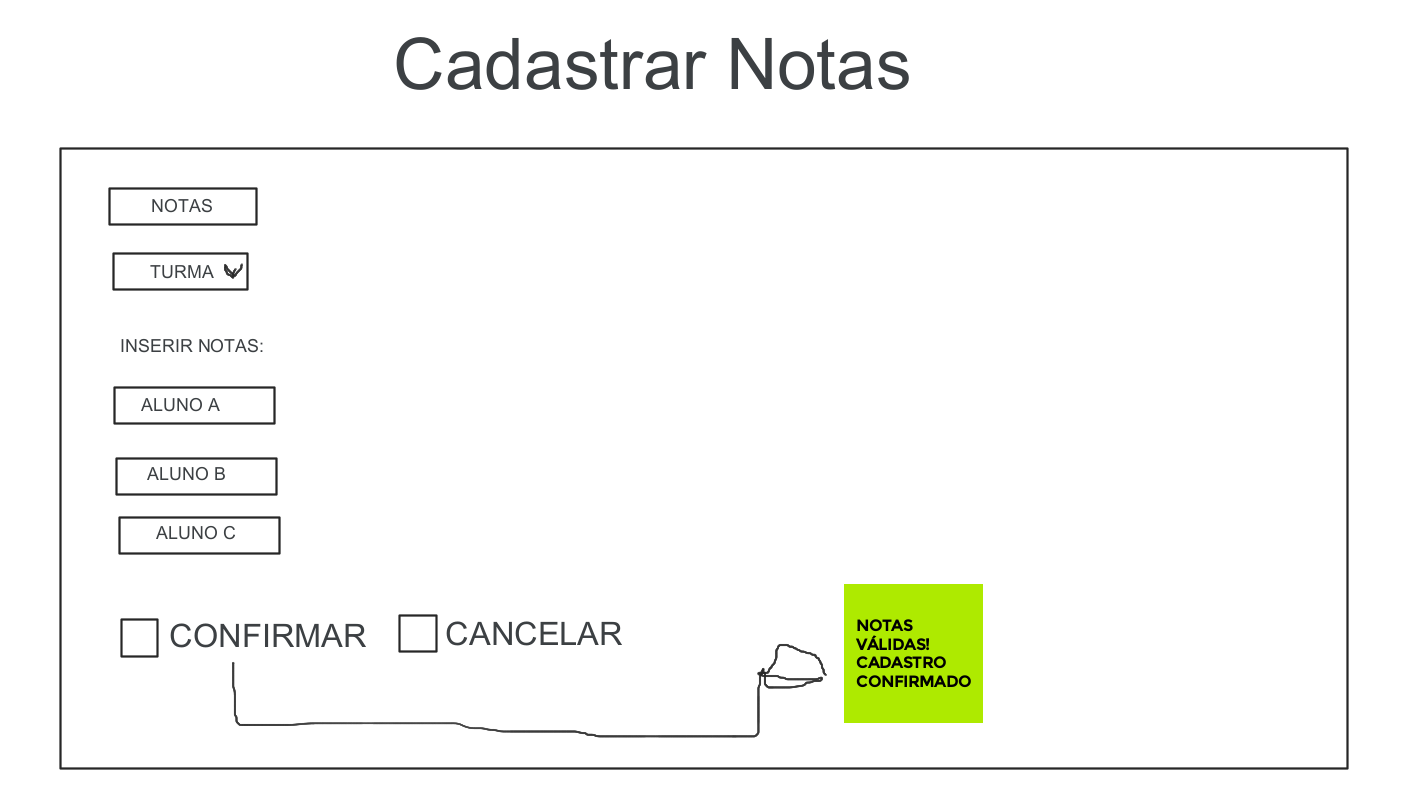 Cadastrar Notas
NOTAS
TURMA
INSERIR NOTAS:
ALUNO A
ALUNO B
ALUNO C
CONFIRMAR
CANCELAR
NOTAS
VÁLIDAS!
CADASTRO
CONFIRMADO